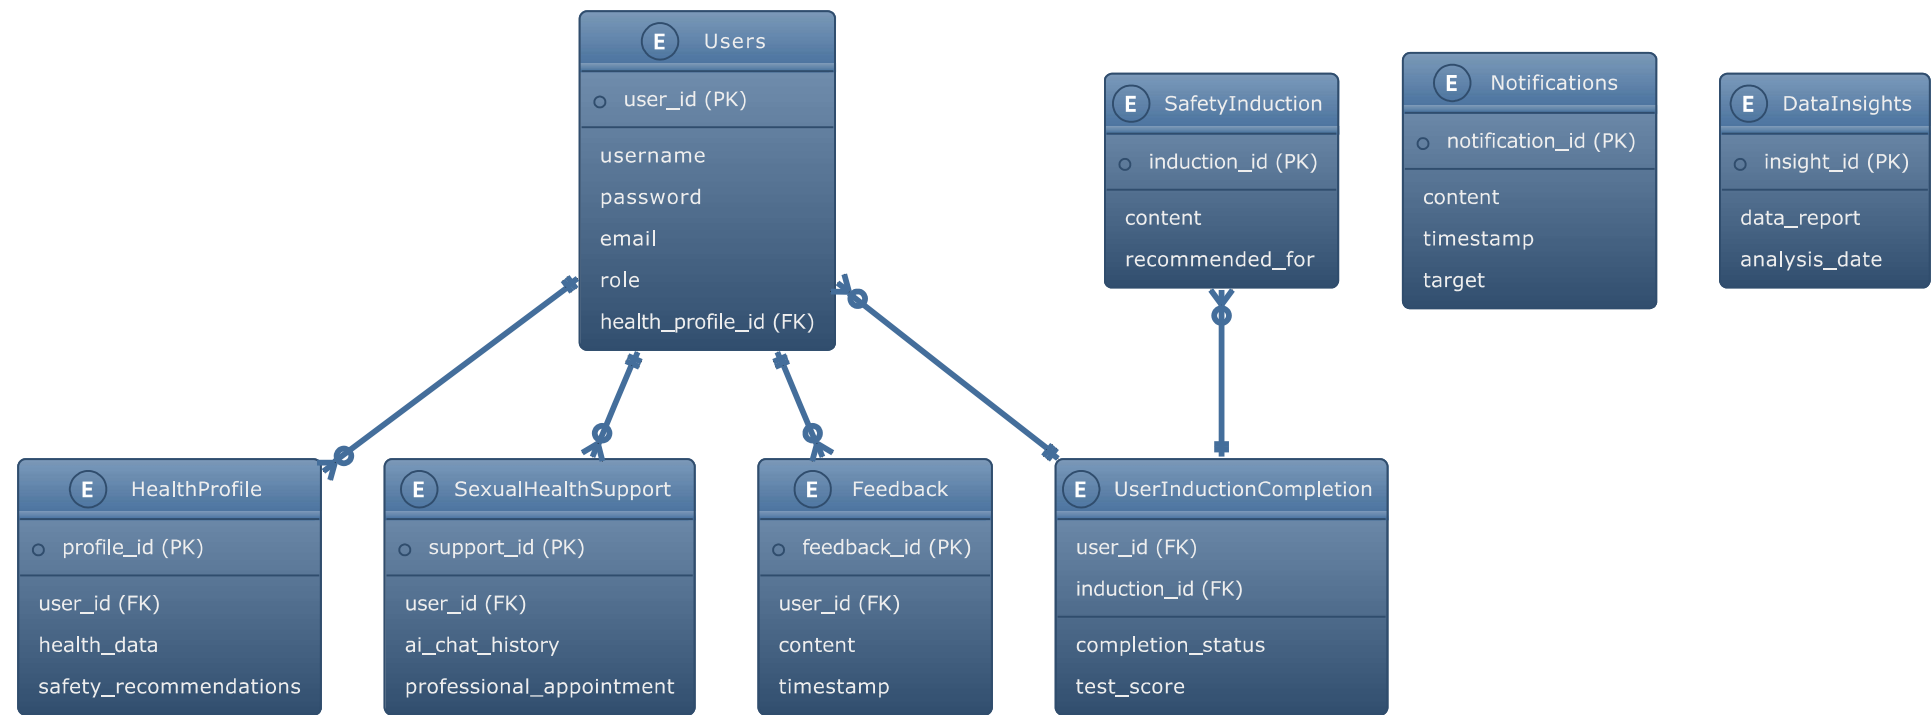 E Users
user_id (PK)
username
password
email
role
health_profile_id (FK)
E SafetyInduction
induction_id (PK)
content
recommended_for
E Notifications
notification_id (PK)
content
timestamp
target
E DataInsights
insight_id (PK)
data_report
analysis_date
E HealthProfile
profile_id (PK)
user_id (FK)
health_data
safety_recommendations
E SexualHealthSupport
support_id (PK)
user_id (FK)
ai_chat_history
professional_appointment
E Feedback
feedback_id (PK)
user_id (FK)
content
timestamp
E UserInductionCompletion
user_id (FK)
induction_id (FK)
completion_status
test_score